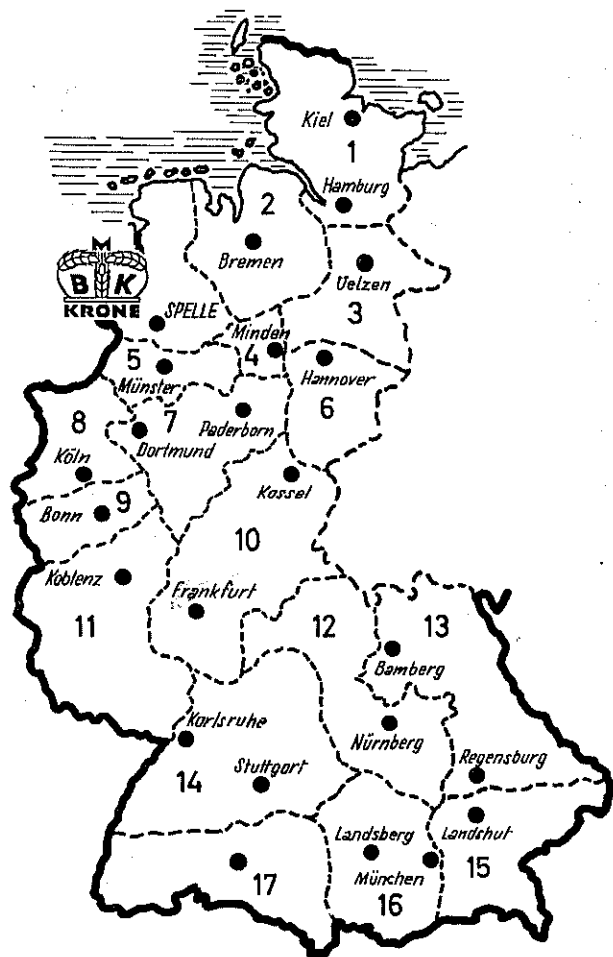 Kiel
1
Hamburg
2
Bremen
Uelzen
3
M
B K
KRONE
SPELLE
Minden
4
5
Münster
Hannover
6
7
Paderborn
8
Dortmund
Köln
Kassel
9
Bonn
10
Koblenz
Frankfurt
11
12
13
Bamberg
Karlsruhe
Nürnberg
Regensburg
14
Stuttgart
Landsberg
Landshut
München
15
17
16